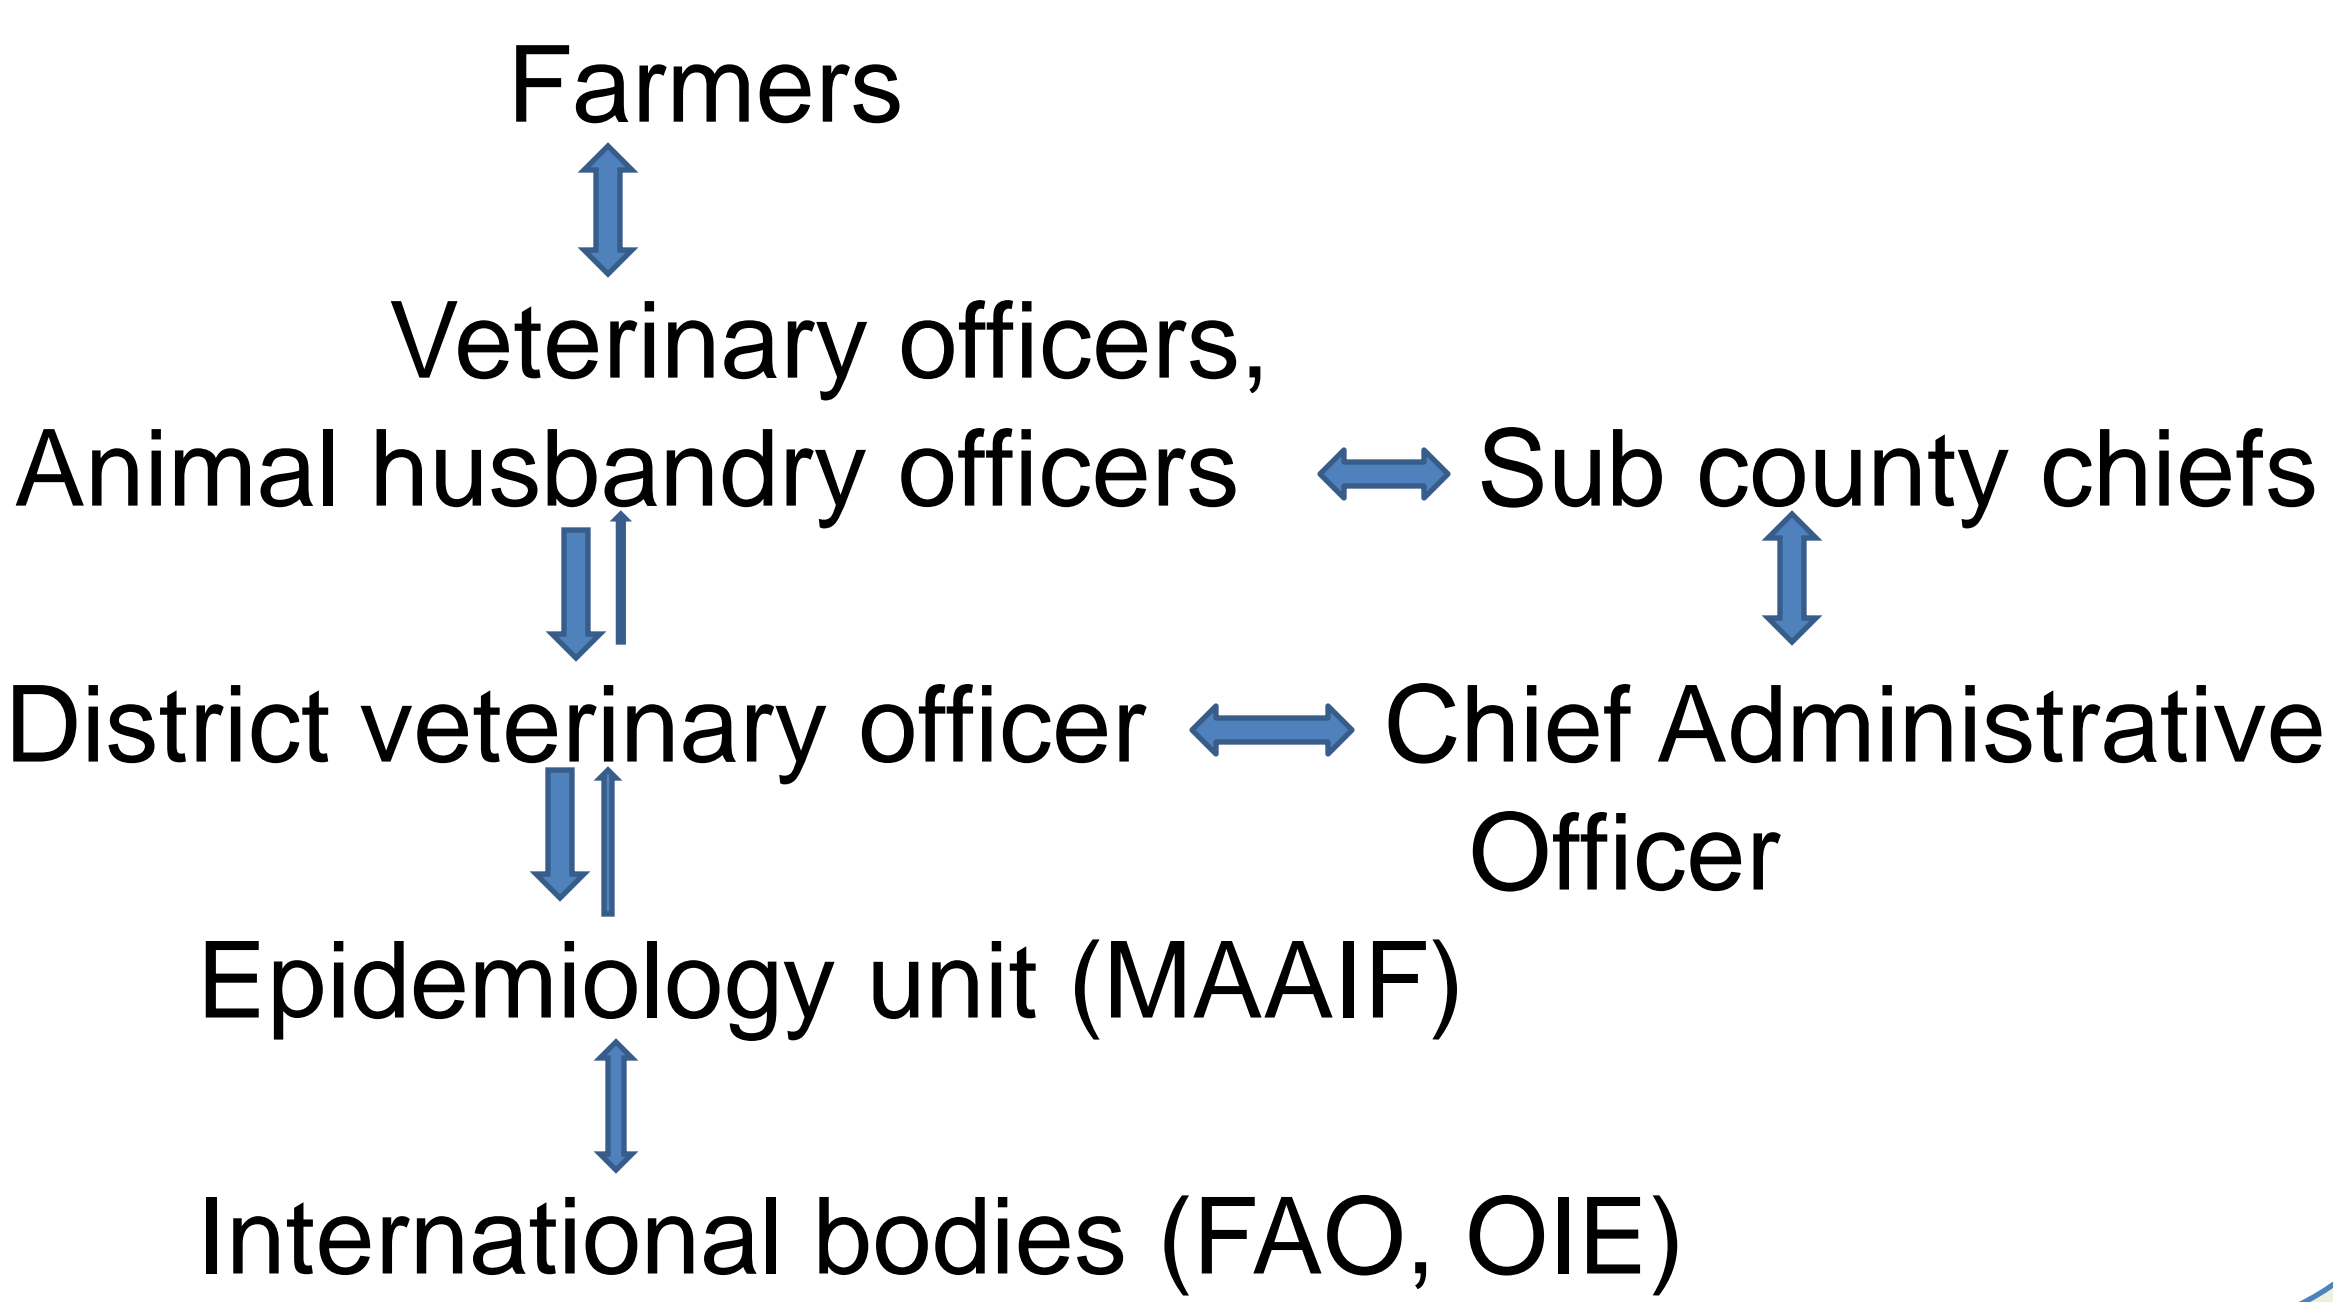 Farmers
Veterinary officers,
Animal husbandry officers
Sub county chiefs
District veterinary officer
Chief Administrative
Officer
Epidemiology unit (MAAIF)
International bodies (FAO, OIE)